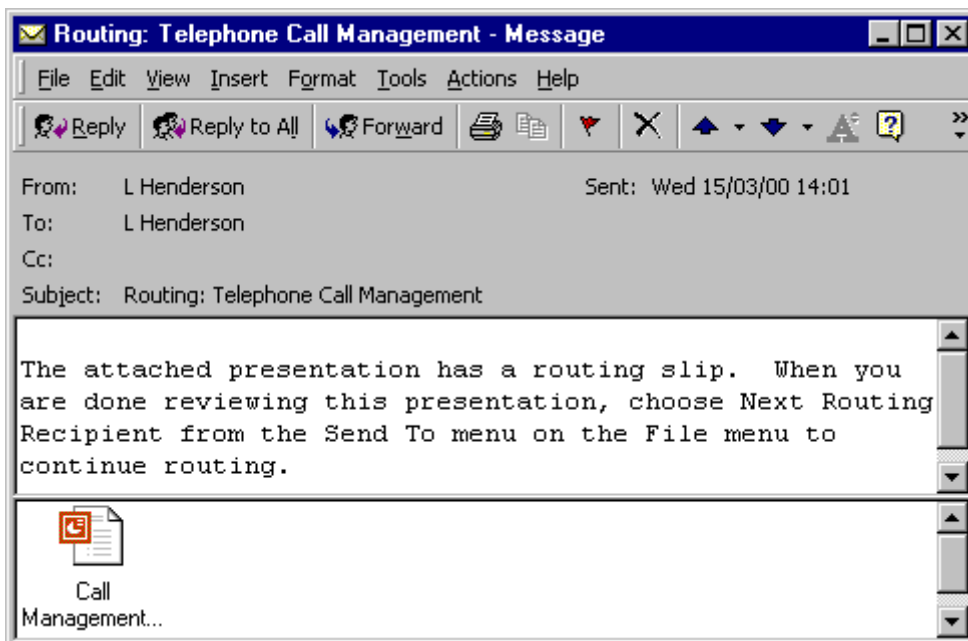 Routing: Telephone Call Management - Message
File Edit View Insert Format Tools Actions Help
Reply Reply to All Forward
From: L Henderson Sent: Wed 15/03/00 14:01
To: L Henderson
Cc:
Subject: Routing: Telephone Call Management
The attached presentation has a routing slip. When you
are done reviewing this presentation, choose Next Routing
Recipient from the Send To menu on the File menu to
continue routing.
Call
Management...